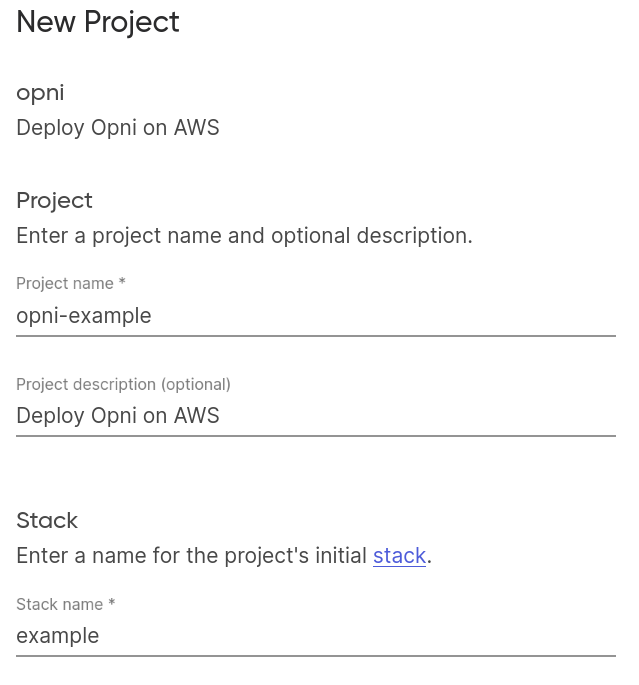 New Project
opni
Deploy Opni on AWS
Project
Enter a project name and optional description.
Project name *
opni-example
Project description (optional)
Deploy Opni on AWS
Stack
Enter a name for the project's initial stack.
Stack name *
example